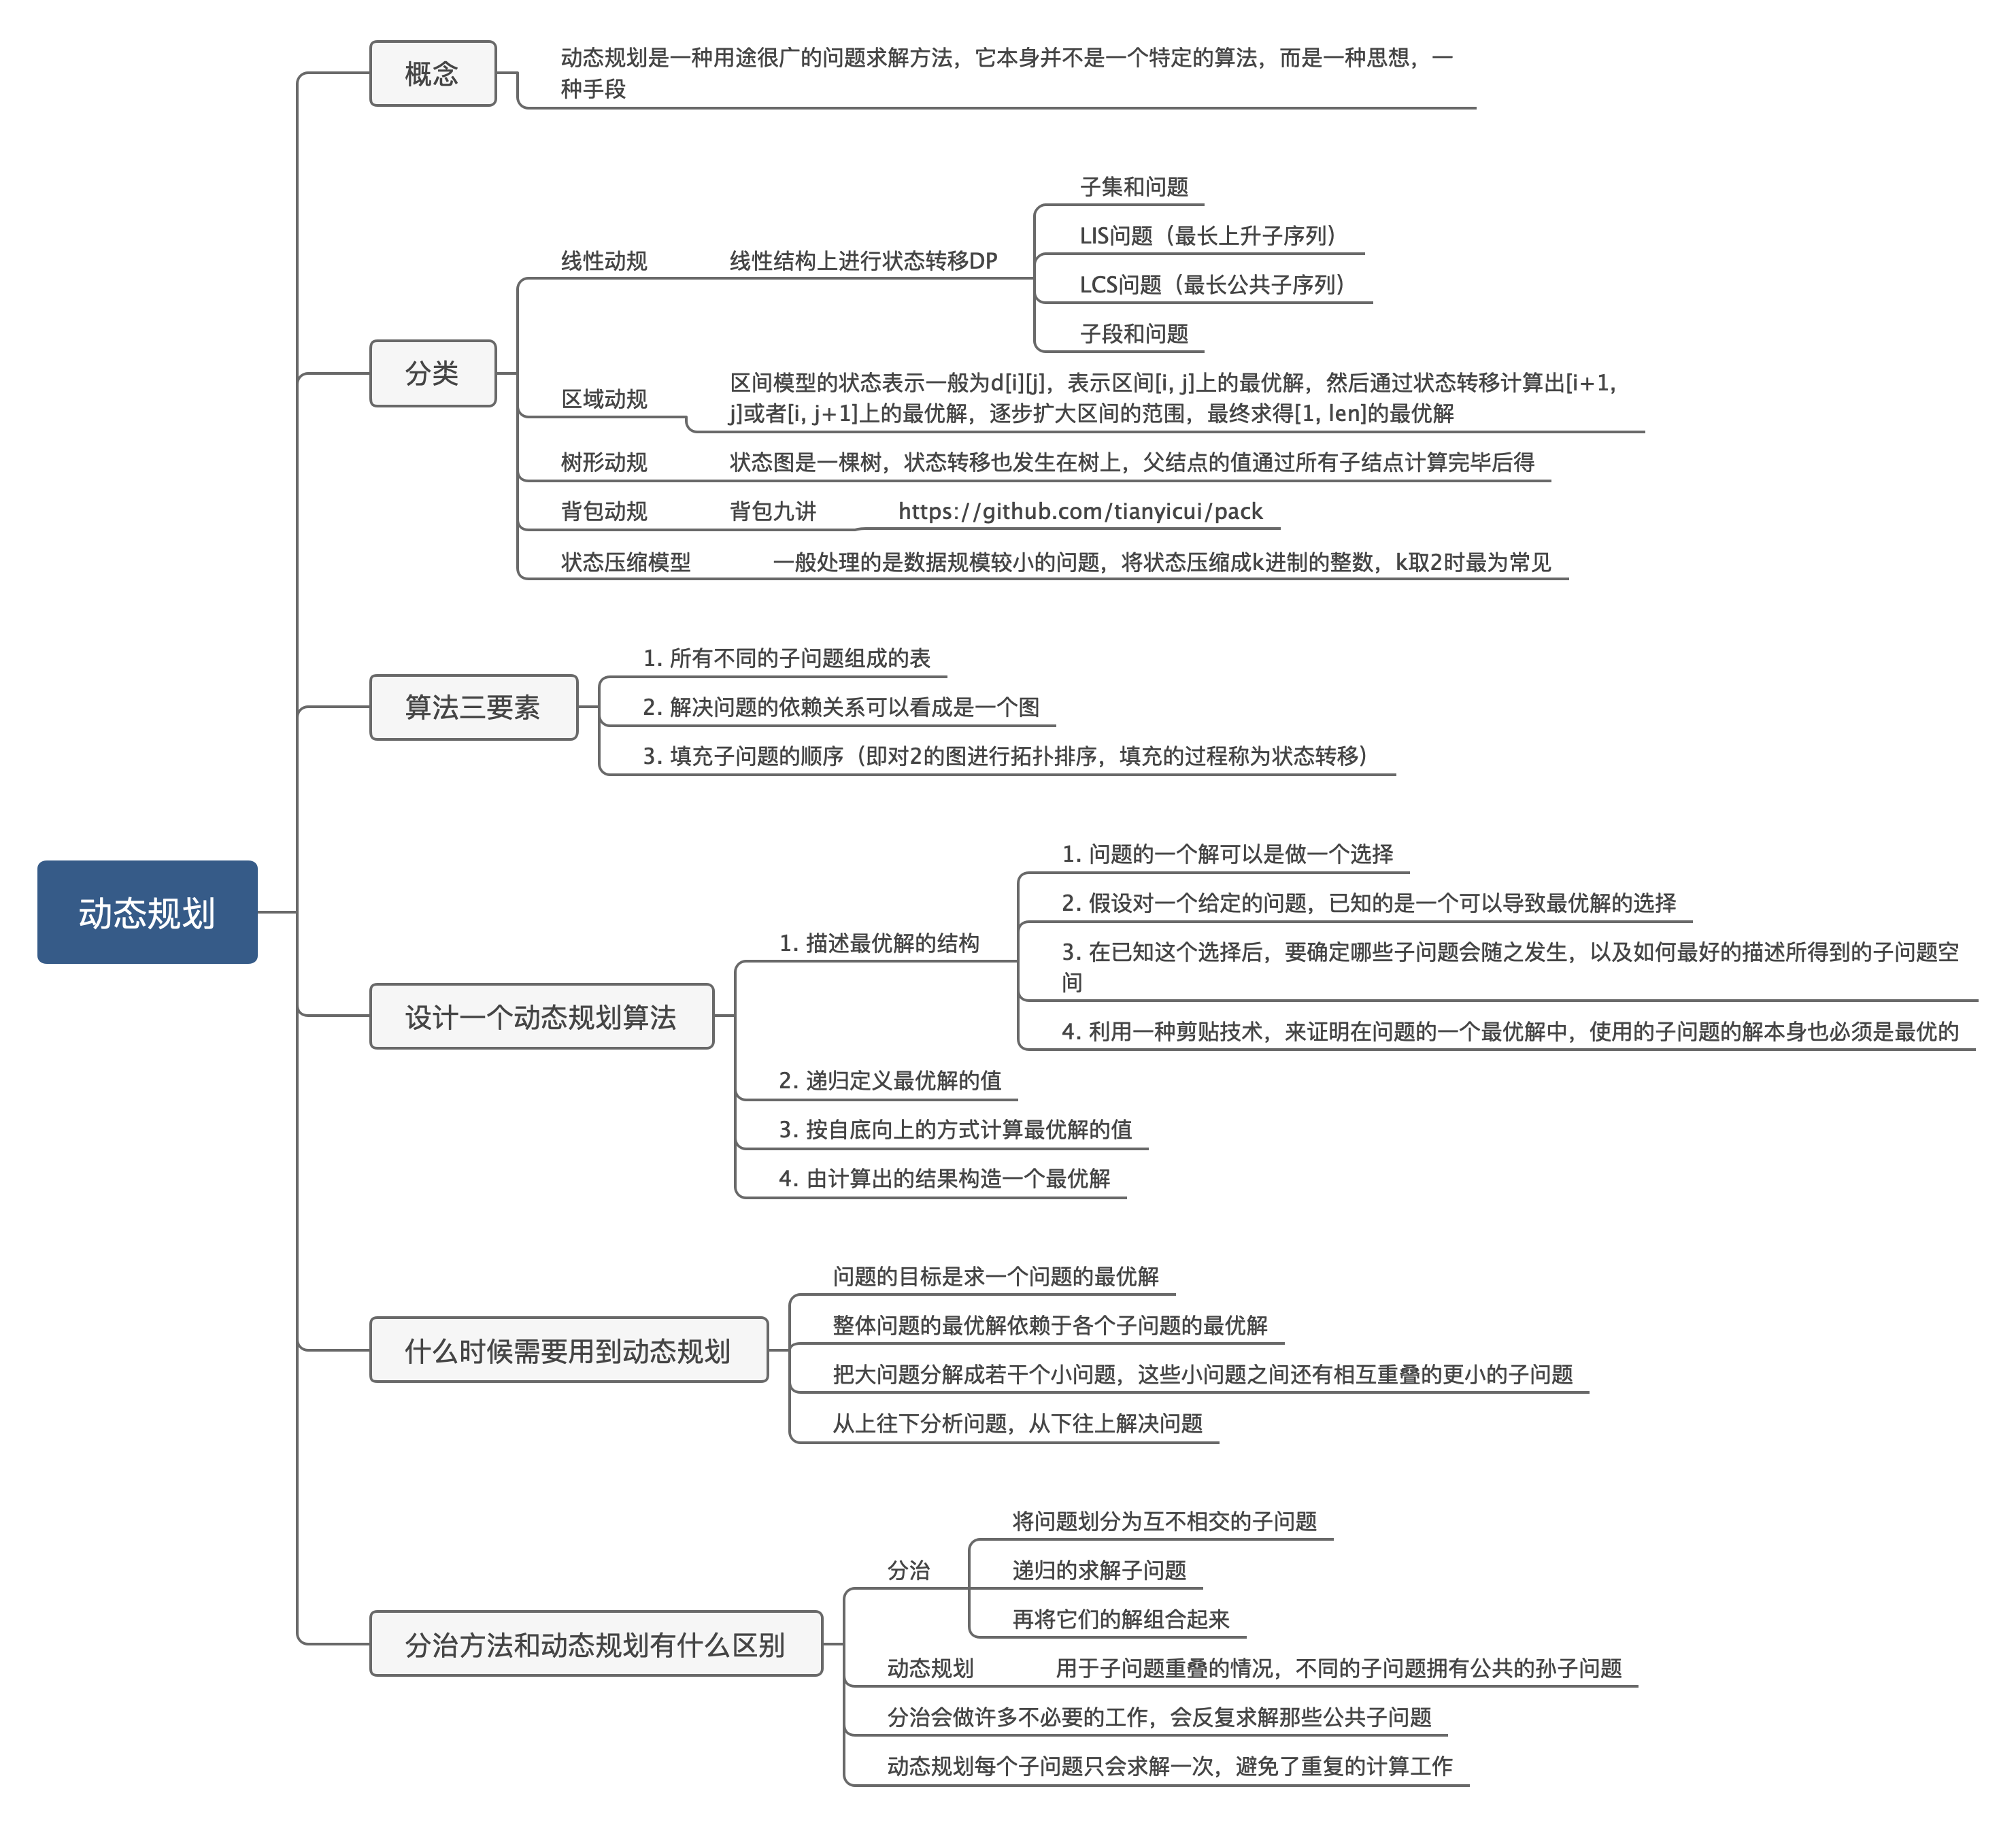 动态规划
概念
动态规划是一种用途很广的问题求解方法，它本身并不是一个特定的算法，而是一种思想，一
种手段
分类
线性动规
线性结构上进行状态转移DP
子集和问题
LIS问题（最长上升子序列）
LCS问题（最长公共子序列）
子段和问题
区域动规
区间模型的状态表示一般为d[i][j]，表示区间[i, j]上的最优解，然后通过状态转移计算出[i+1,
j]或者[i, j+1]上的最优解，逐步扩大区间的范围，最终求得[1, len]的最优解
树形动规
状态图是一棵树，状态转移也发生在树上，父结点的值通过所有子结点计算完毕后得
背包动规
背包九讲
https://github.com/tianyicui/pack
状态压缩模型
一般处理的是数据规模较小的问题，将状态压缩成k进制的整数，k取2时最为常见
算法三要素
1. 所有不同的子问题组成的表
2. 解决问题的依赖关系可以看成是一个图
3. 填充子问题的顺序（即对2的图进行拓扑排序，填充的过程称为状态转移）
设计一个动态规划算法
1. 描述最优解的结构
1. 问题的一个解可以是做一个选择
2. 假设对一个给定的问题，已知的是一个可以导致最优解的选择
3. 在已知这个选择后，要确定哪些子问题会随之发生，以及如何最好的描述所得到的子问题空
间
4. 利用一种剪贴技术，来证明在问题的一个最优解中，使用的子问题的解本身也必须是最优的
2. 递归定义最优解的值
3. 按自底向上的方式计算最优解的值
4. 由计算出的结果构造一个最优解
什么时候需要用到动态规划
问题的目标是求一个问题的最优解
整体问题的最优解依赖于各个子问题的最优解
把大问题分解成若干个小问题，这些小问题之间还有相互重叠的更小的子问题
从上往下分析问题，从下往上解决问题
分治方法和动态规划有什么区别
分治
将问题划分为互不相交的子问题
递归的求解子问题
再将它们的解组合起来
动态规划
用于子问题重叠的情况，不同的子问题拥有公共的孙子问题
分治会做许多不必要的工作，会反复求解那些公共子问题
动态规划每个子问题只会求解一次，避免了重复的计算工作